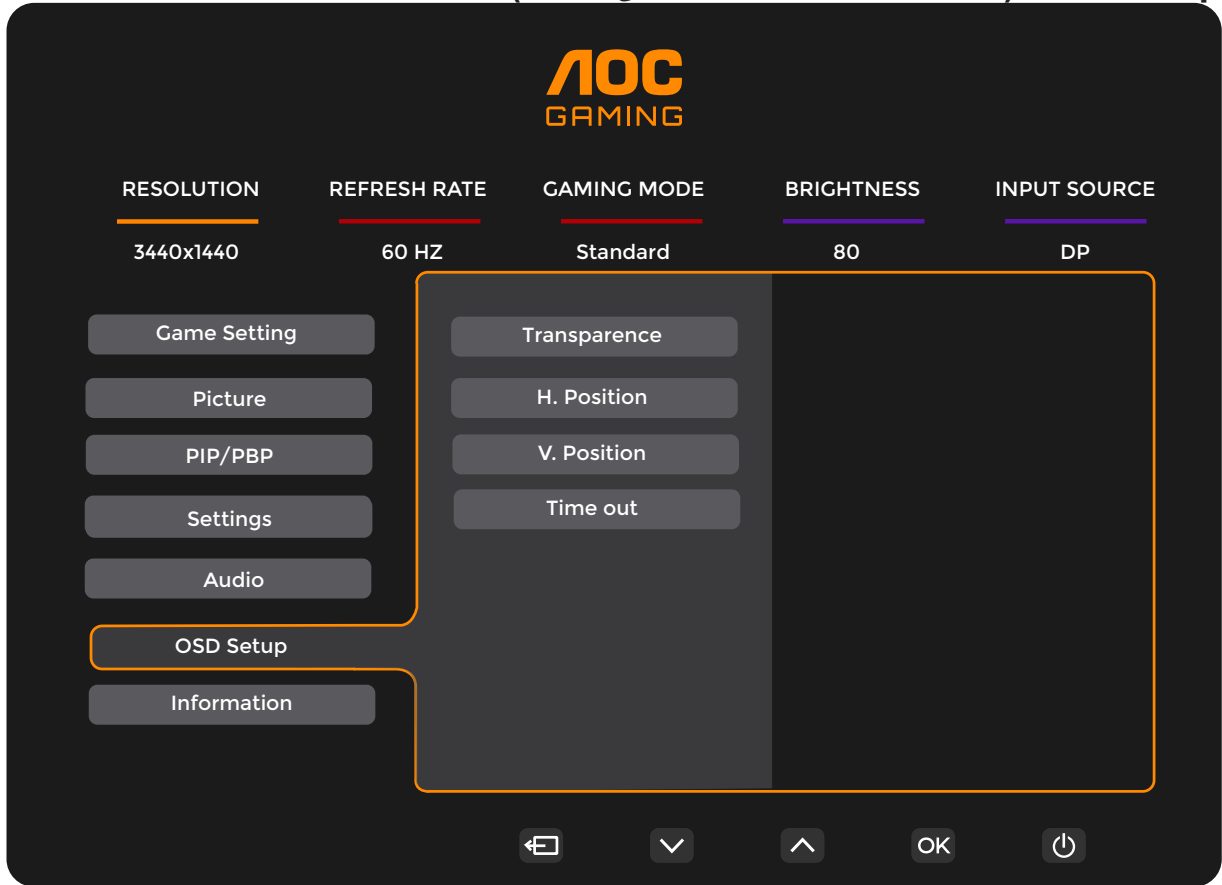 AOC
GAMING
RESOLUTION REFRESH RATE GAMING MODE BRIGHTNESS INPUT SOURCE
3440x1440 60 HZ Standard 80 DP
Game Setting
Picture
PIP/PBP
Settings
Audio
OSD Setup
Information
Transparence
H. Position
V. Position
Time out
OK